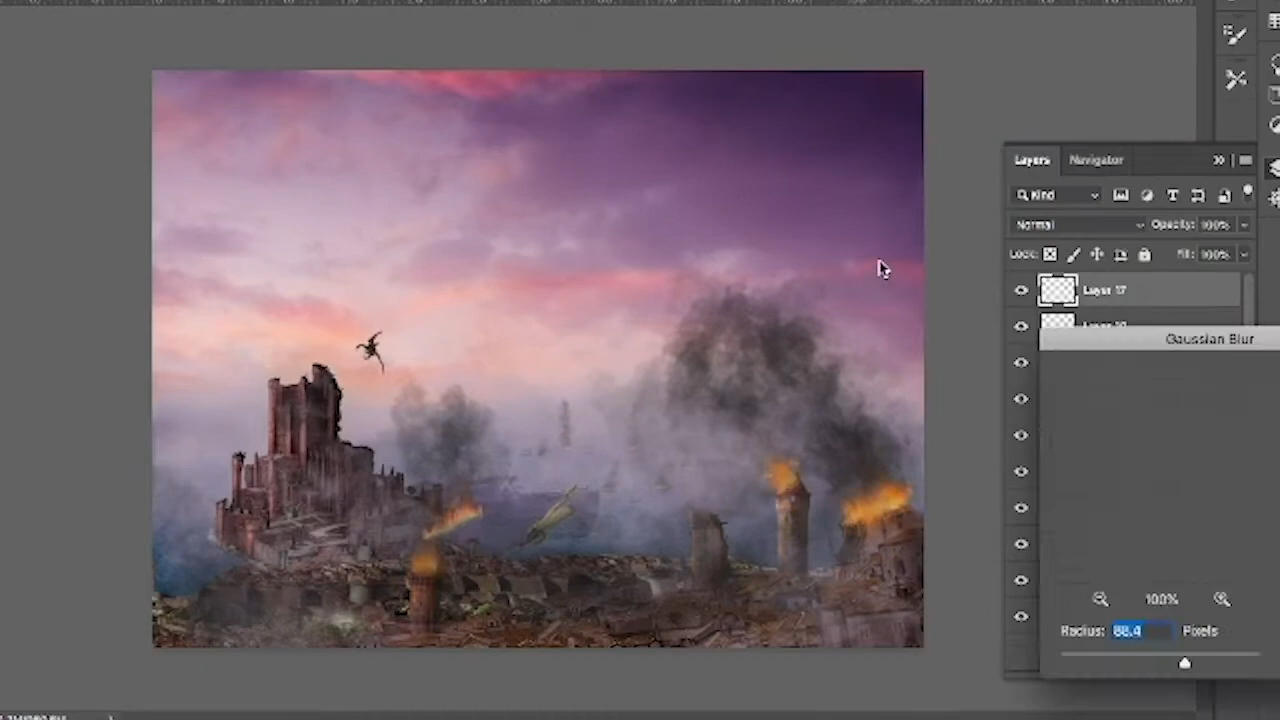 Layers Navigator
Kind
Normal Opacity: 100%
Lock: Fill: 100%
Layer 17
Gaussian Blur
100%
Radius: 88.4 Pixels